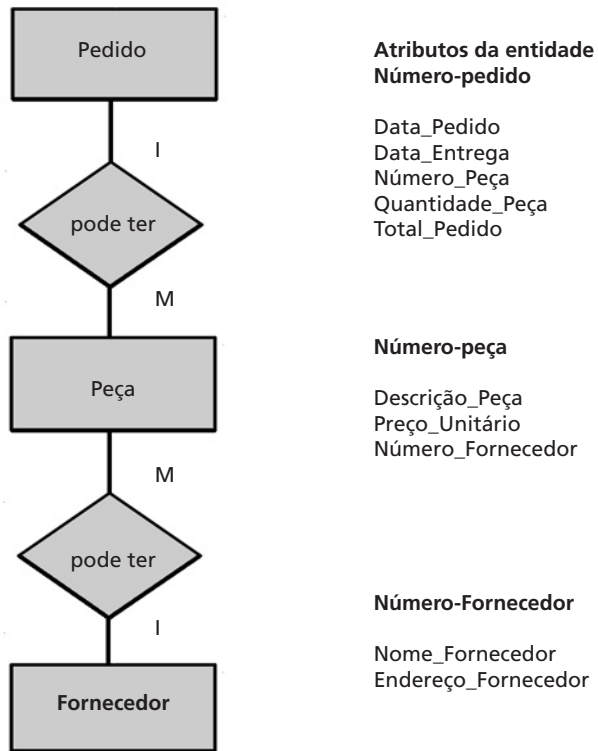 Pedido
Atributos da entidade
Número-pedido
Data_Pedido
Data_Entrega
Número_Peça
Quantidade_Peça
Total_Pedido
I
pode ter
M
Peça
Número-peça
Descrição_Peça
Preço_Unitário
Número_Fornecedor
M
pode ter
I
Fornecedor
Número-Fornecedor
Nome_Fornecedor
Endereço_Fornecedor